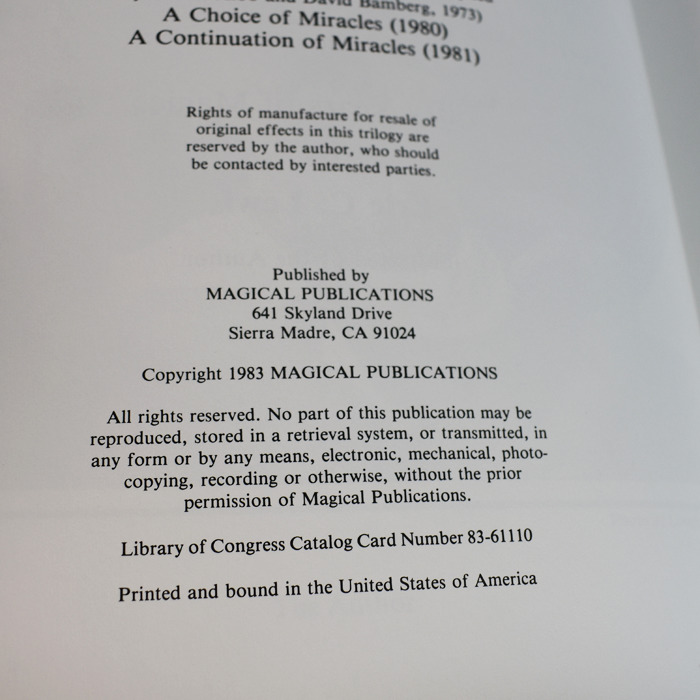 and David Bamberg, 1973)
A Choice of Miracles (1980)
A Continuation of Miracles (1981)
Rights of manufacture for resale of
original effects in this trilogy are
reserved by the author, who should
be contacted by interested parties.
Published by
MAGICAL PUBLICATIONS
641 Skyland Drive
Sierra Madre, CA 91024
Copyright 1983 MAGICAL PUBLICATIONS
All rights reserved. No part of this publication may be
reproduced, stored in a retrieval system, or transmitted, in
any form or by any means, electronic, mechanical, photo-
copying, recording or otherwise, without the prior
permission of Magical Publications.
Library of Congress Catalog Card Number 83-61110
Printed and bound in the United States of America